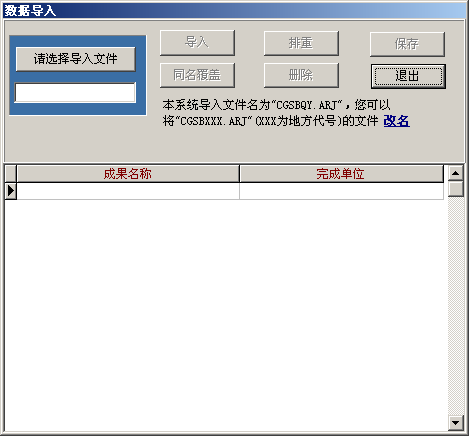 数据导入
请选择导入文件
导入
排重
保存
同名覆盖
删除
退出
本系统导入文件名为"CGSBQY.ARJ"，您可以
将"CGSBXXX.ARJ"(XXX为地方代号)的文件 改名
成果名称
完成单位